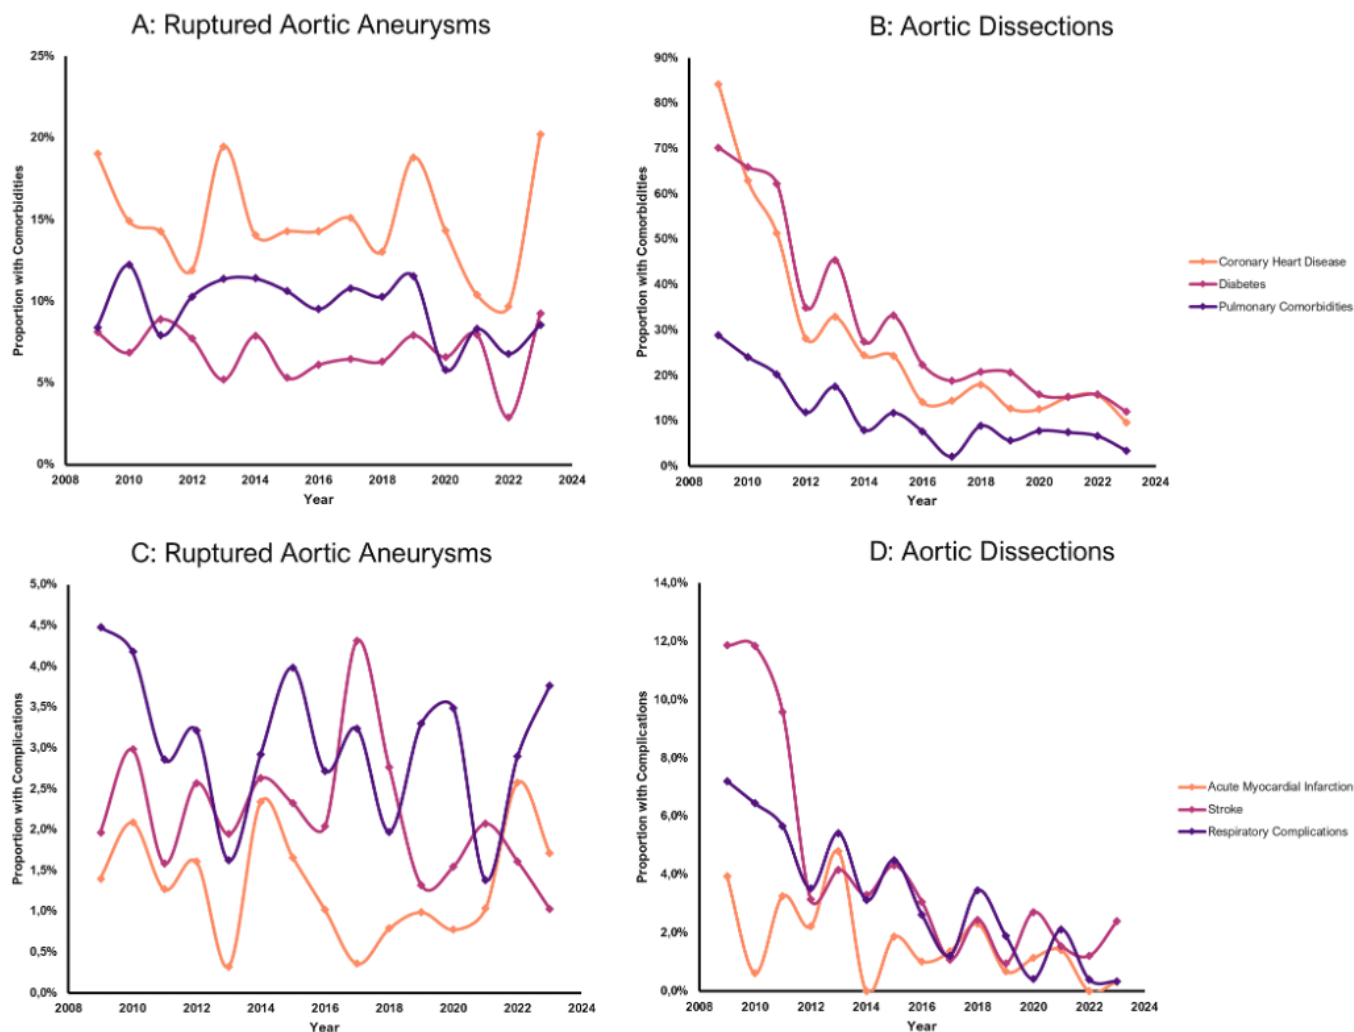 A: Ruptured Aortic Aneurysms
25%
20%
15%
10%
5%
0%
Proportion with Comorbidities
2008 2010 2012 2014 2016 2018 2020 2022 2024
Year
B: Aortic Dissections
90%
80%
70%
60%
50%
40%
30%
20%
10%
0%
Proportion with Comorbidities
2008 2010 2012 2014 2016 2018 2020 2022 2024
Year
Coronary Heart Disease
Diabetes
Pulmonary Comorbidities
C: Ruptured Aortic Aneurysms
5,0%
4,5%
4,0%
3,5%
3,0%
2,5%
2,0%
1,5%
1,0%
0,5%
0,0%
Proportion with Complications
2008 2010 2012 2014 2016 2018 2020 2022 2024
Year
D: Aortic Dissections
14,0%
12,0%
10,0%
8,0%
6,0%
4,0%
2,0%
0,0%
Proportion with Complications
2008 2010 2012 2014 2016 2018 2020 2022 2024
Year
Acute Myocardial Infarction
Stroke
Respiratory Complications